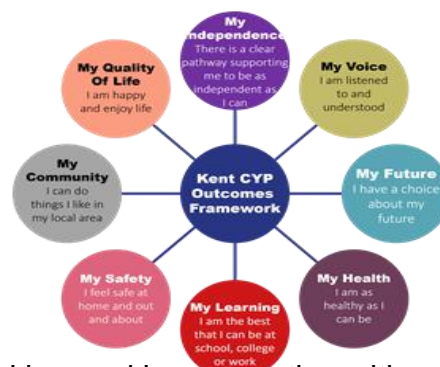 My
Independence
There is a clear
pathway supporting
me to be as
independent as
I can
My Voice
I am listened
to and
understood
My Future
I have a choice
about my
future
My Health
I am as
healthy as I
can be
My Learning
I am the best
that I can be at
school, college
or work
My Safety
I feel safe at
home and out
and about
My
Community
I can do
things I like in
my local area
My Quality
Of Life
I am happy
and enjoy life
Kent CYP
Outcomes
Framework